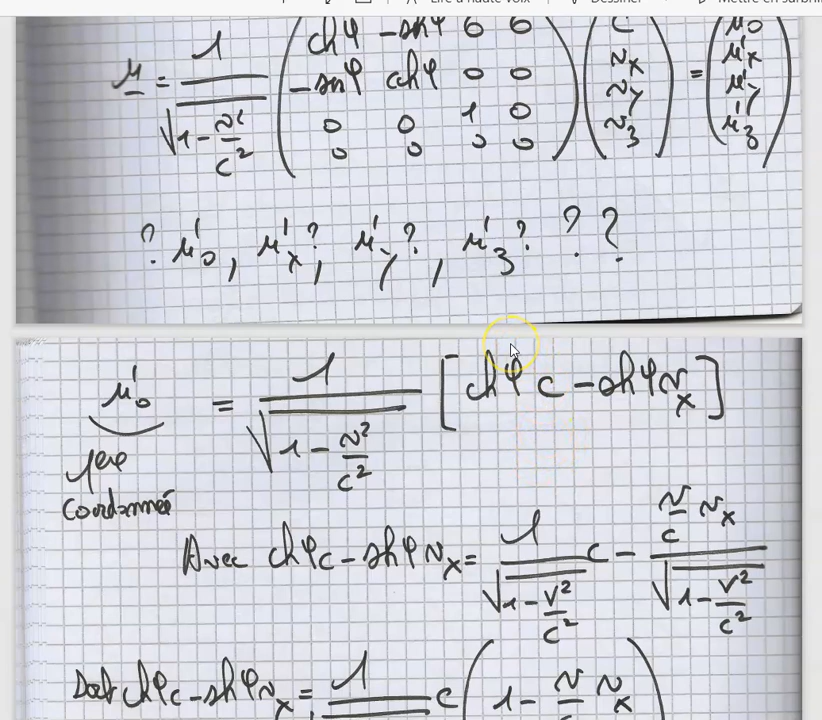 Lire à haute voix Dessiner Mettre en surbri
μ = 1 / √(1 - v² / c²) ( chφ -shφ 0 0 ) ( c ) = ( μ'0 )
-shφ chφ 0 0 vx μ'x
0 0 1 0 vy μ'y
0 0 0 0 vz μ'z
? μ'0, μ'x?, μ'y?, μ'z? ? ?
μ'0 = 1 / √(1 - v² / c²) [chφ c - shφ vx]
1ère
coordonnée
Avec chφ c - shφ vx = 1 / √(1 - V² / c²) c - v/c vx / √(1 - V² / c²)
Soit chφ c - shφ vx = 1 c ( 1 - v vx )